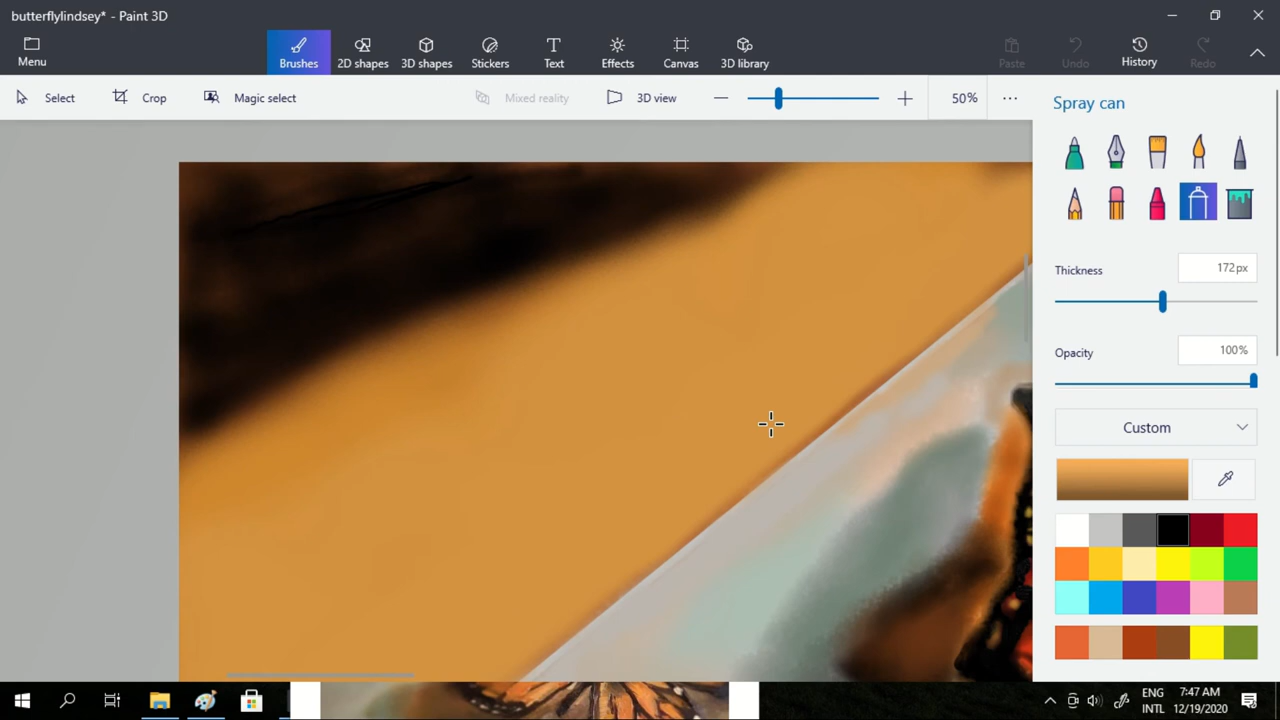 butterflylindsey* - Paint 3D
Menu
Brushes
2D shapes
3D shapes
Stickers
Text
Effects
Canvas
3D library
Paste
Undo
History
Redo
Select
Crop
Magic select
Mixed reality
3D view
50%
Spray can
Thickness
172px
Opacity
100%
Custom
ENG
INTL
7:47 AM
12/19/2020